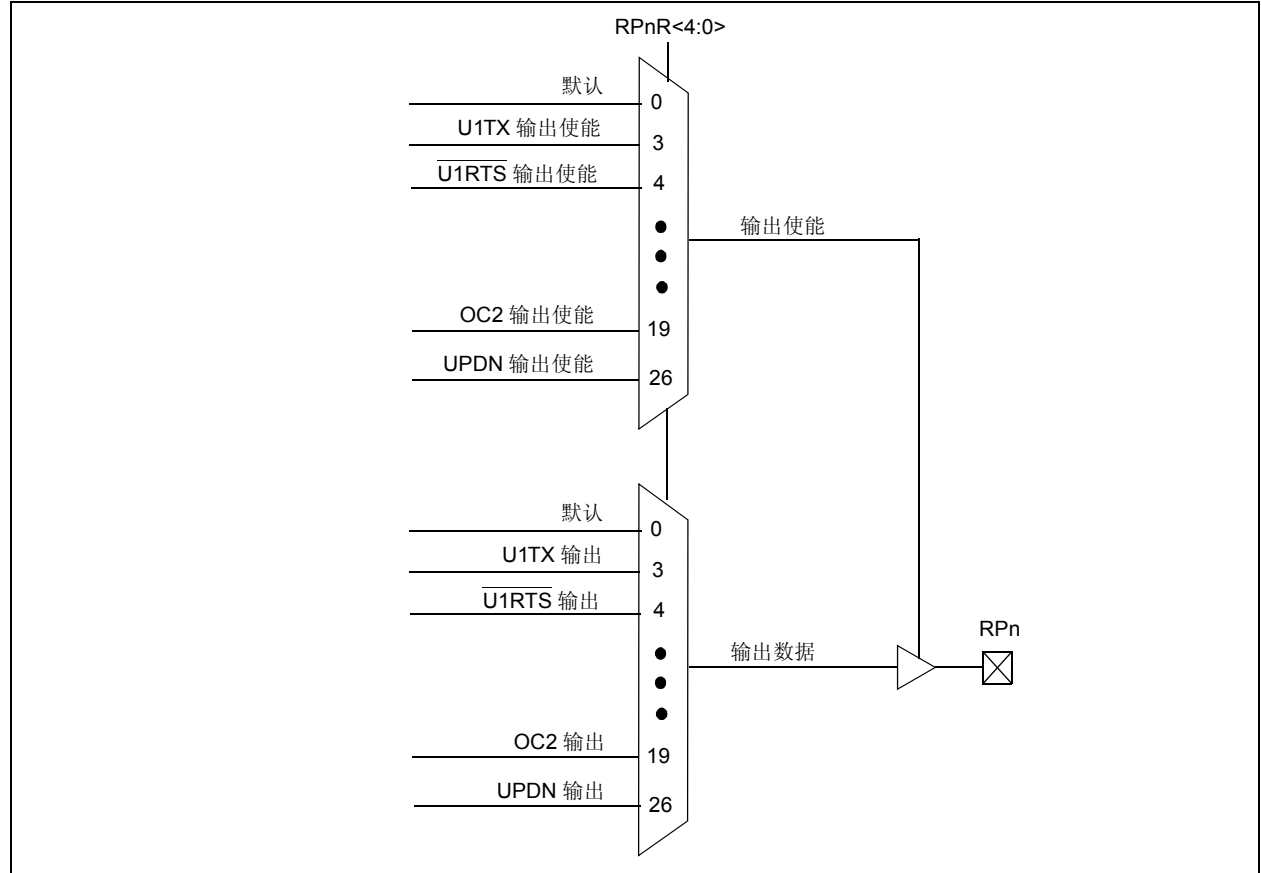 RPnR<4:0>
默认
0
U1TX 输出使能
3
U1RTS 输出使能
4
输出使能
OC2 输出使能
19
UPDN 输出使能
26
默认
0
U1TX 输出
3
U1RTS 输出
4
RPn
输出数据
OC2 输出
19
UPDN 输出
26